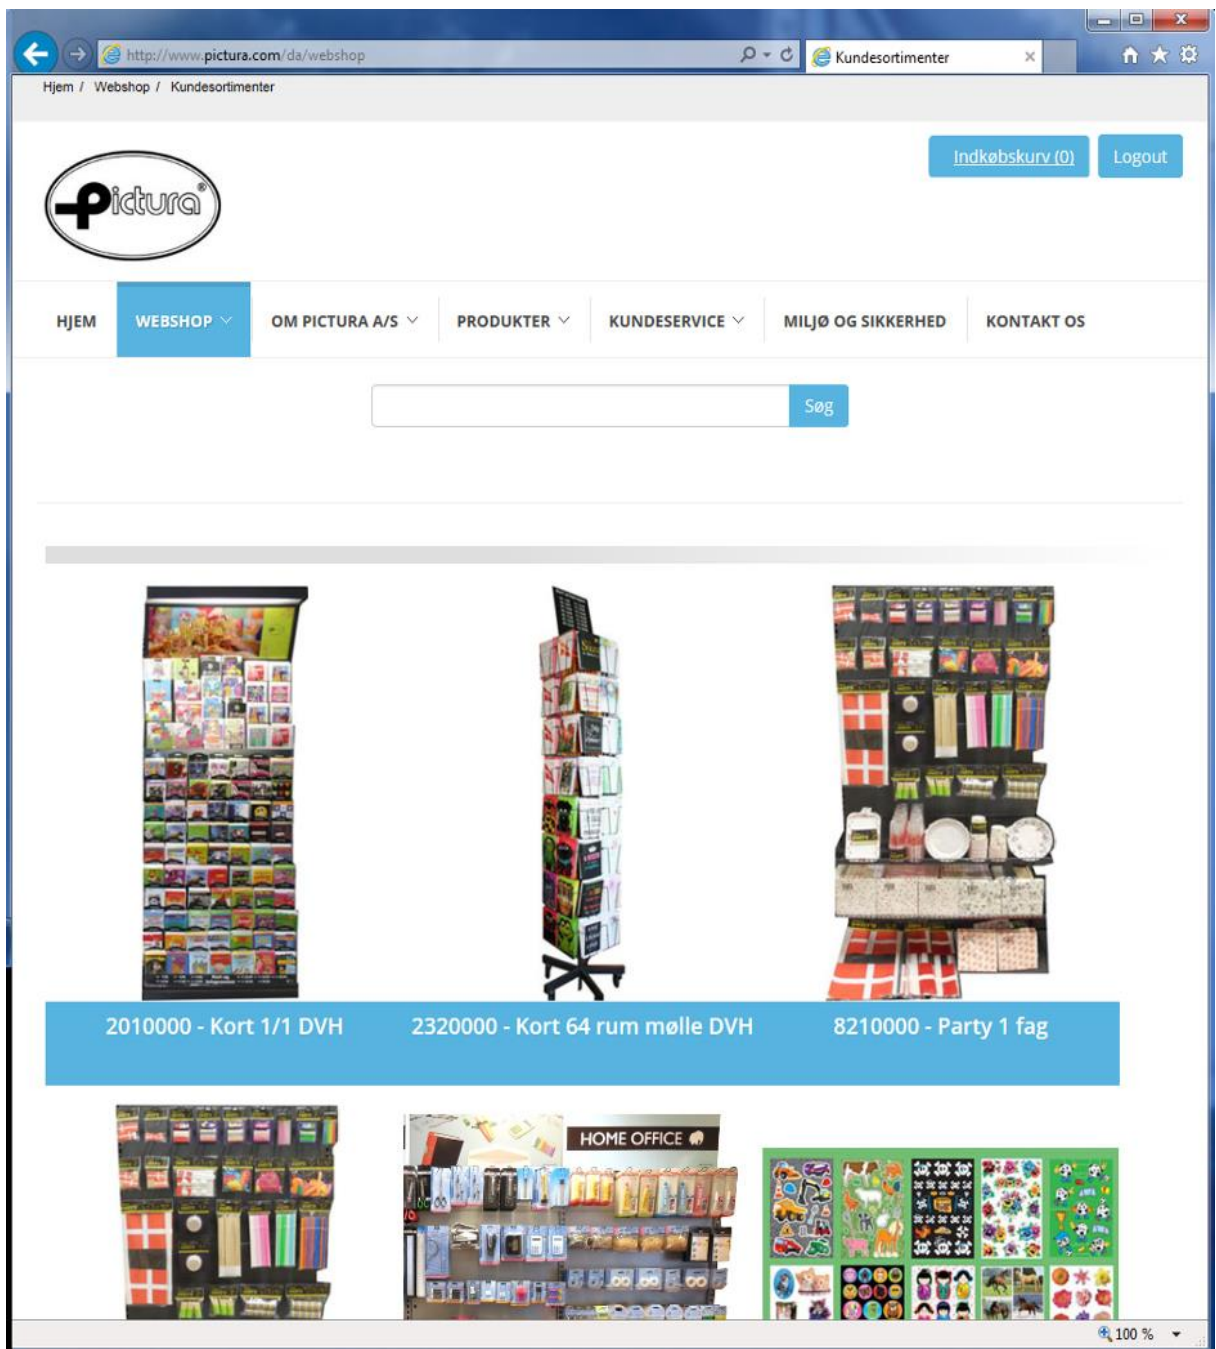 http://www.pictura.com/da/webshop
Kundesortimenter
Hjem / Webshop / Kundesortimenter
Indkøbskurv (0)
Logout
Pictura®
HJEM
WEBSHOP
OM PICTURA A/S
PRODUKTER
KUNDESERVICE
MILJØ OG SIKKERHED
KONTAKT OS
Søg
2010000 - Kort 1/1 DVH
2320000 - Kort 64 rum mølle DVH
8210000 - Party 1 fag
HOME OFFICE
100 %